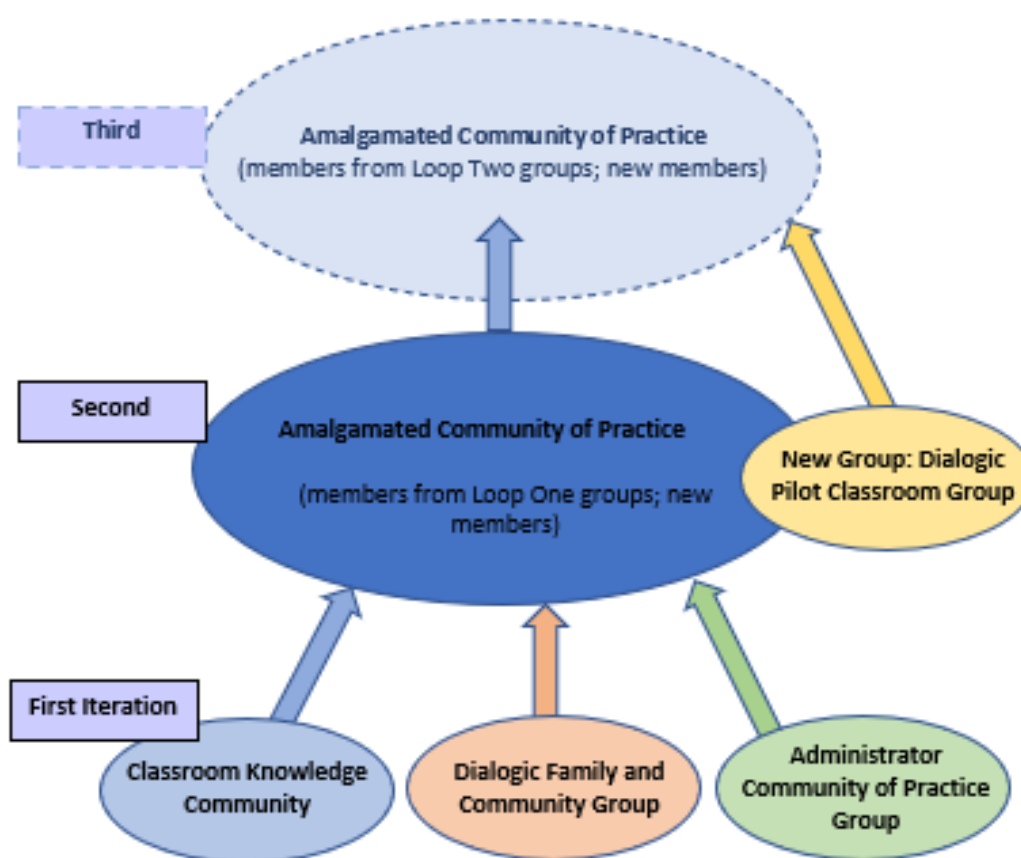 Third
Amalgamated Community of Practice
(members from Loop Two groups; new members)
Second
Amalgamated Community of Practice
(members from Loop One groups; new
members)
New Group: Dialogic
Pilot Classroom Group
First Iteration
Classroom Knowledge
Community
Dialogic Family and
Community Group
Administrator
Community of Practice
Group